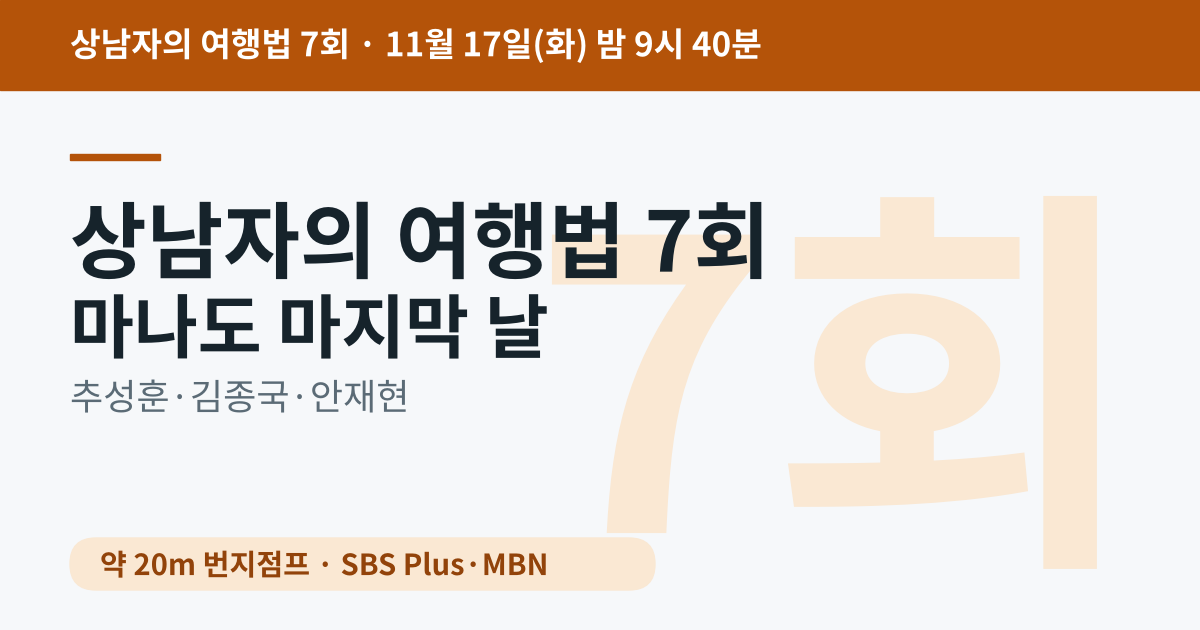 상남자의 여행법 7회 · 11월 17일(화) 밤 9시 40분
상남자의 여행법 7회
마나도 마지막 날
추성훈·김종국·안재현
7회
약 20m 번지점프 · SBS Plus·MBN